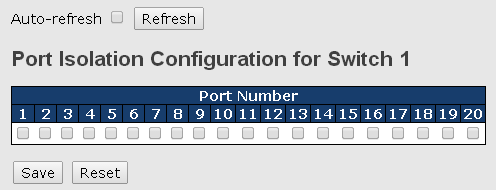 Auto-refresh Refresh
Port Isolation Configuration for Switch 1
Port Number
1 2 3 4 5 6 7 8 9 10 11 12 13 14 15 16 17 18 19 20
Save Reset